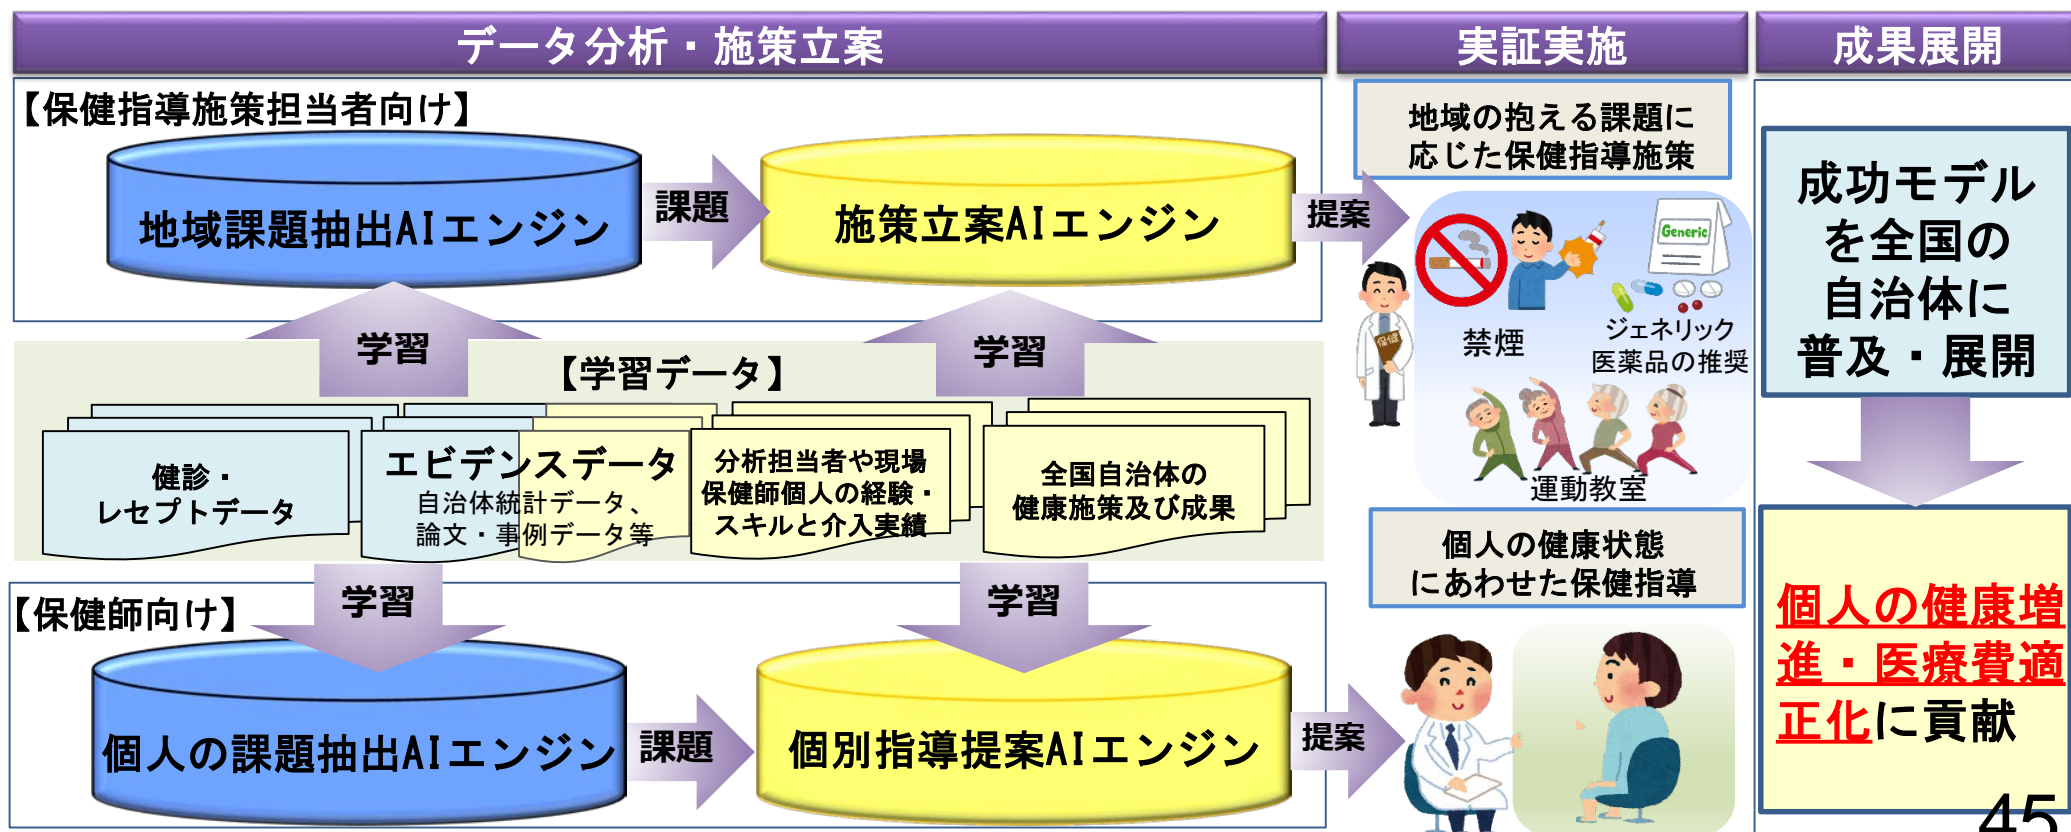 データ分析・施策立案
実証実施
成果展開
【保健指導施策担当者向け】
地域課題抽出AIエンジン
課題
施策立案AIエンジン
提案
学習
学習
【学習データ】
健診・
レセプトデータ
エビデンスデータ
自治体統計データ、
論文・事例データ等
分析担当者や現場
保健師個人の経験・
スキルと介入実績
全国自治体の
健康施策及び成果
学習
学習
【保健師向け】
個人の課題抽出AIエンジン
課題
個別指導提案AIエンジン
提案
地域の抱える課題に
応じた保健指導施策
Generic
保健
禁煙
ジェネリック
医薬品の推奨
運動教室
個人の健康状態
にあわせた保健指導
成功モデル
を全国の
自治体に
普及・展開
個人の健康増
進・医療費適
正化に貢献
45